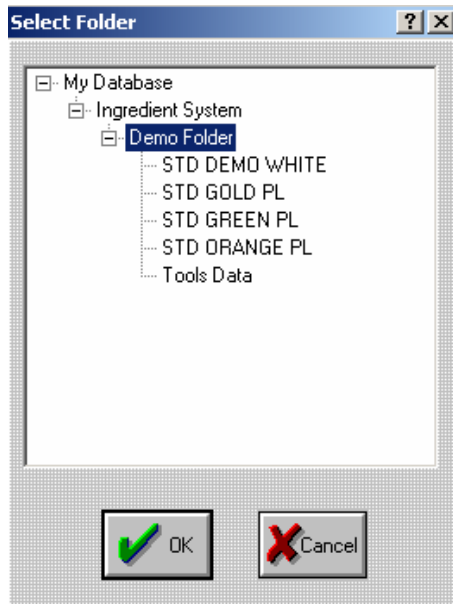 Select Folder
My Database
Ingredient System
Demo Folder
STD DEMO WHITE
STD GOLD PL
STD GREEN PL
STD ORANGE PL
Tools Data
OK
Cancel